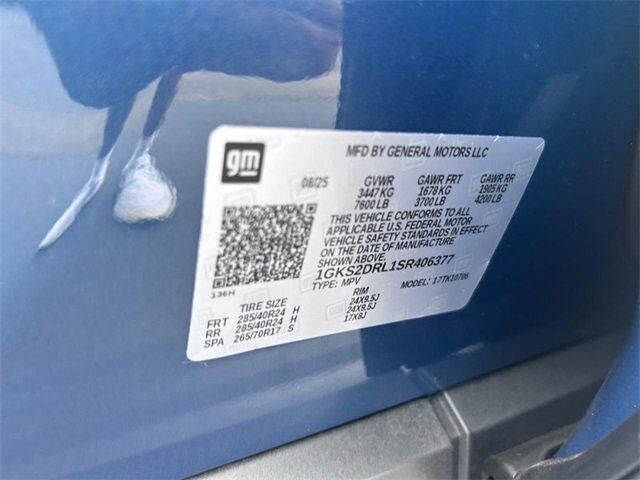 gm
MFD BY GENERAL MOTORS LLC
08/25 GVWR GAWR FRT GAWR RR
3447 KG 1678 KG 1905 KG
7600 LB 3700 LB 4200 LB
THIS VEHICLE CONFORMS TO ALL
APPLICABLE U.S. FEDERAL MOTOR
VEHICLE SAFETY STANDARDS IN EFFECT
ON THE DATE OF MANUFACTURE
SHOWN ABOVE.
1GKS2DRL1SR406377
TYPE: MPV MODEL: 17TK10706
136H
TIRE SIZE RIM
FRT 285/40R24 H 24X9.5J
RR 285/40R24 H 24X9.5J
SPA 265/70R17 S 17X8J